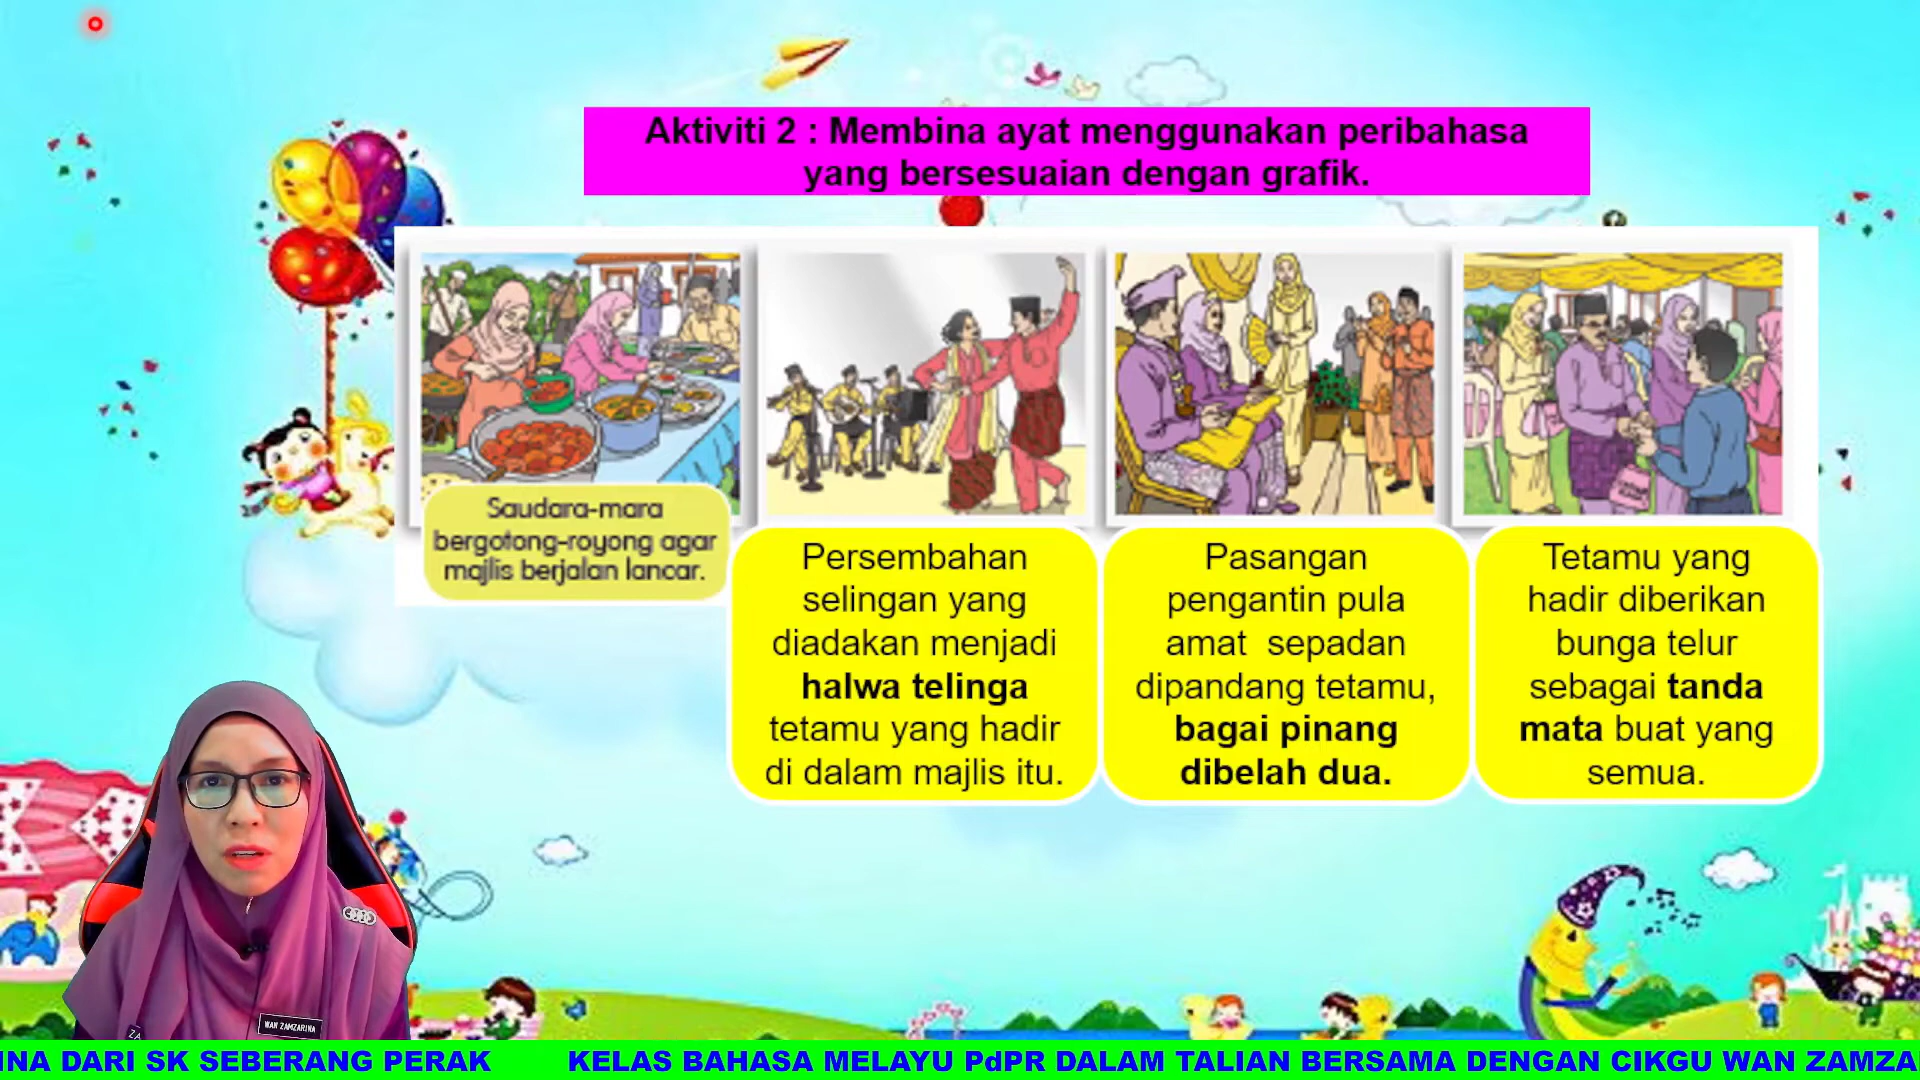 Aktiviti 2 : Membina ayat menggunakan peribahasa
yang bersesuaian dengan grafik.
Saudara-mara
bergotong-royong agar
majlis berjalan lancar.
Persembahan
selingan yang
diadakan menjadi
halwa telinga
tetamu yang hadir
di dalam majlis itu.
Pasangan
pengantin pula
amat sepadan
dipandang tetamu,
bagai pinang
dibelah dua.
Tetamu yang
hadir diberikan
bunga telur
sebagai tanda
mata buat yang
semua.
WAN ZAMZARINA
ZA
INA DARI SK SEBERANG PERAK KELAS BAHASA MELAYU PdPR DALAM TALIAN BERSAMA DENGAN CIKGU WAN ZAMZA